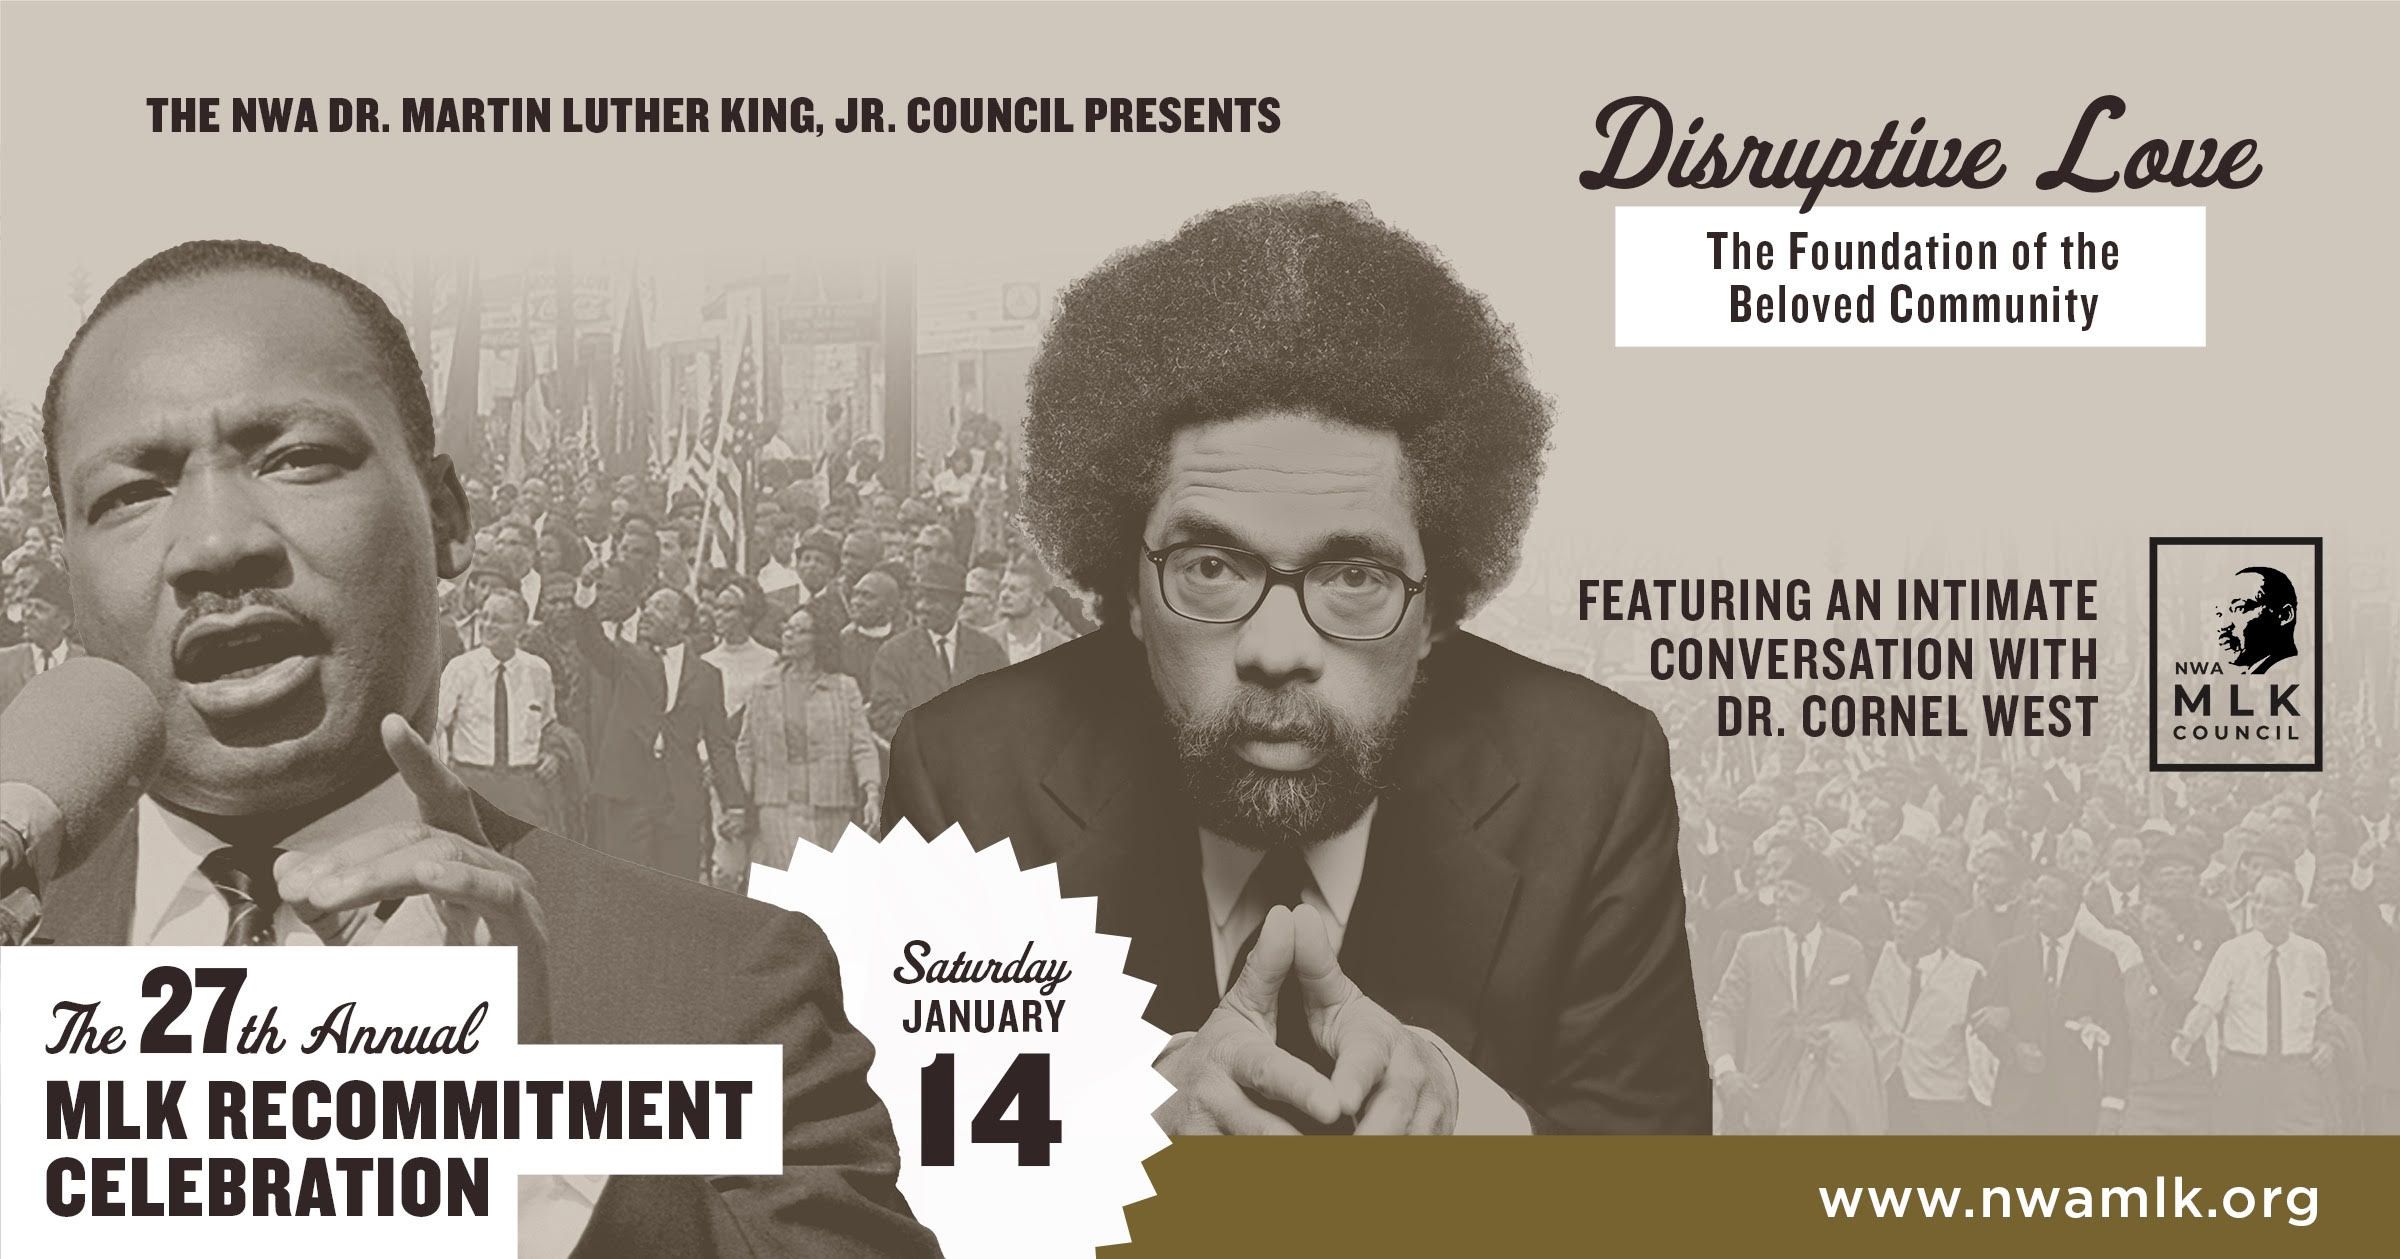 THE NWA DR. MARTIN LUTHER KING, JR. COUNCIL PRESENTS
Disruptive Love
The Foundation of the
Beloved Community
FEATURING AN INTIMATE
CONVERSATION WITH
DR. CORNEL WEST
NWA
MLK
COUNCIL
The 27th Annual
MLK RECOMMITMENT
CELEBRATION
Saturday
JANUARY
14
www.nwamlk.org